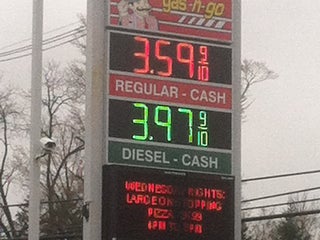 gas-n-go
3.59 9/10
REGULAR - CASH
3.97 9/10
DIESEL - CASH
WEDNESDAY NIGHTS:
LARGE ONE TOPPING
PIZZA